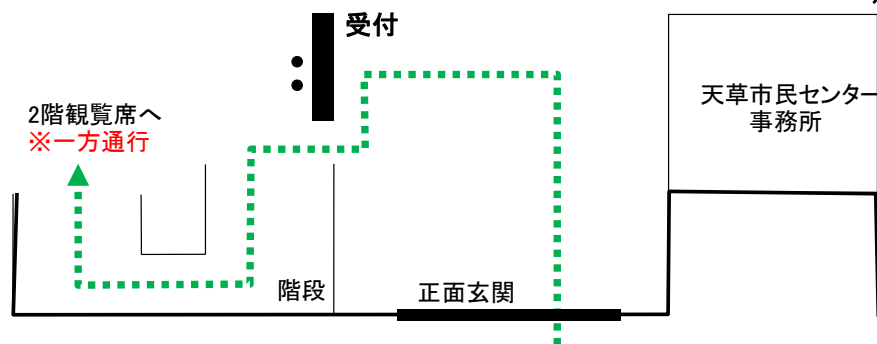 受付
2階観覧席へ
※一方通行
天草市民センター
事務所
階段
正面玄関